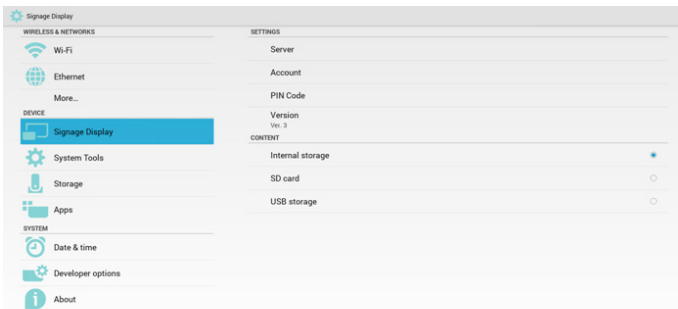 Signage Display
WIRELESS & NETWORKS
Wi-Fi
Ethernet
More...
DEVICE
Signage Display
System Tools
Storage
Apps
SYSTEM
Date & time
Developer options
About
SETTINGS
Server
Account
PIN Code
Version
Ver. 3
CONTENT
Internal storage
SD card
USB storage